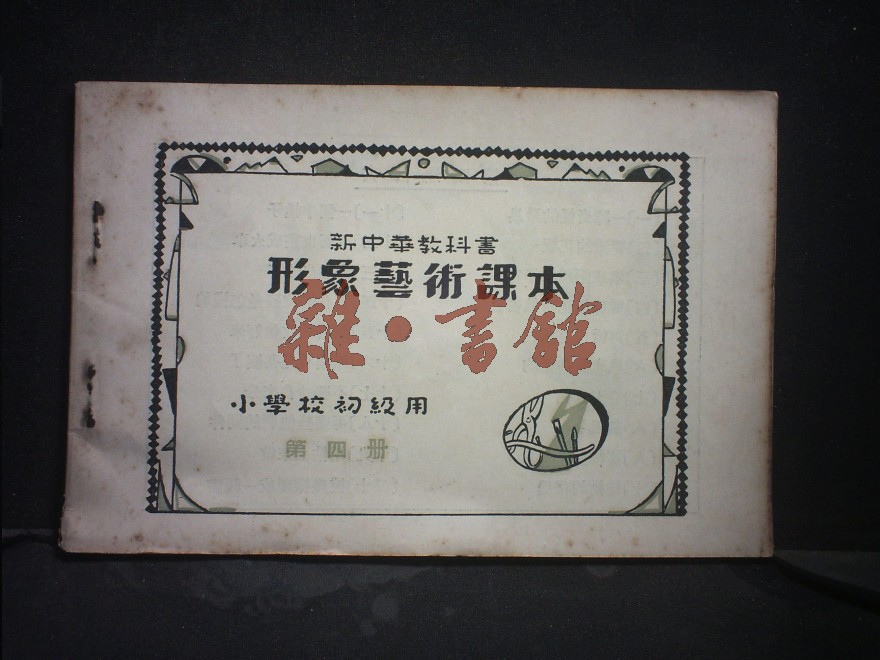 新中華教科書
形象藝術課本
雜·書館
小學校初級用
第四册